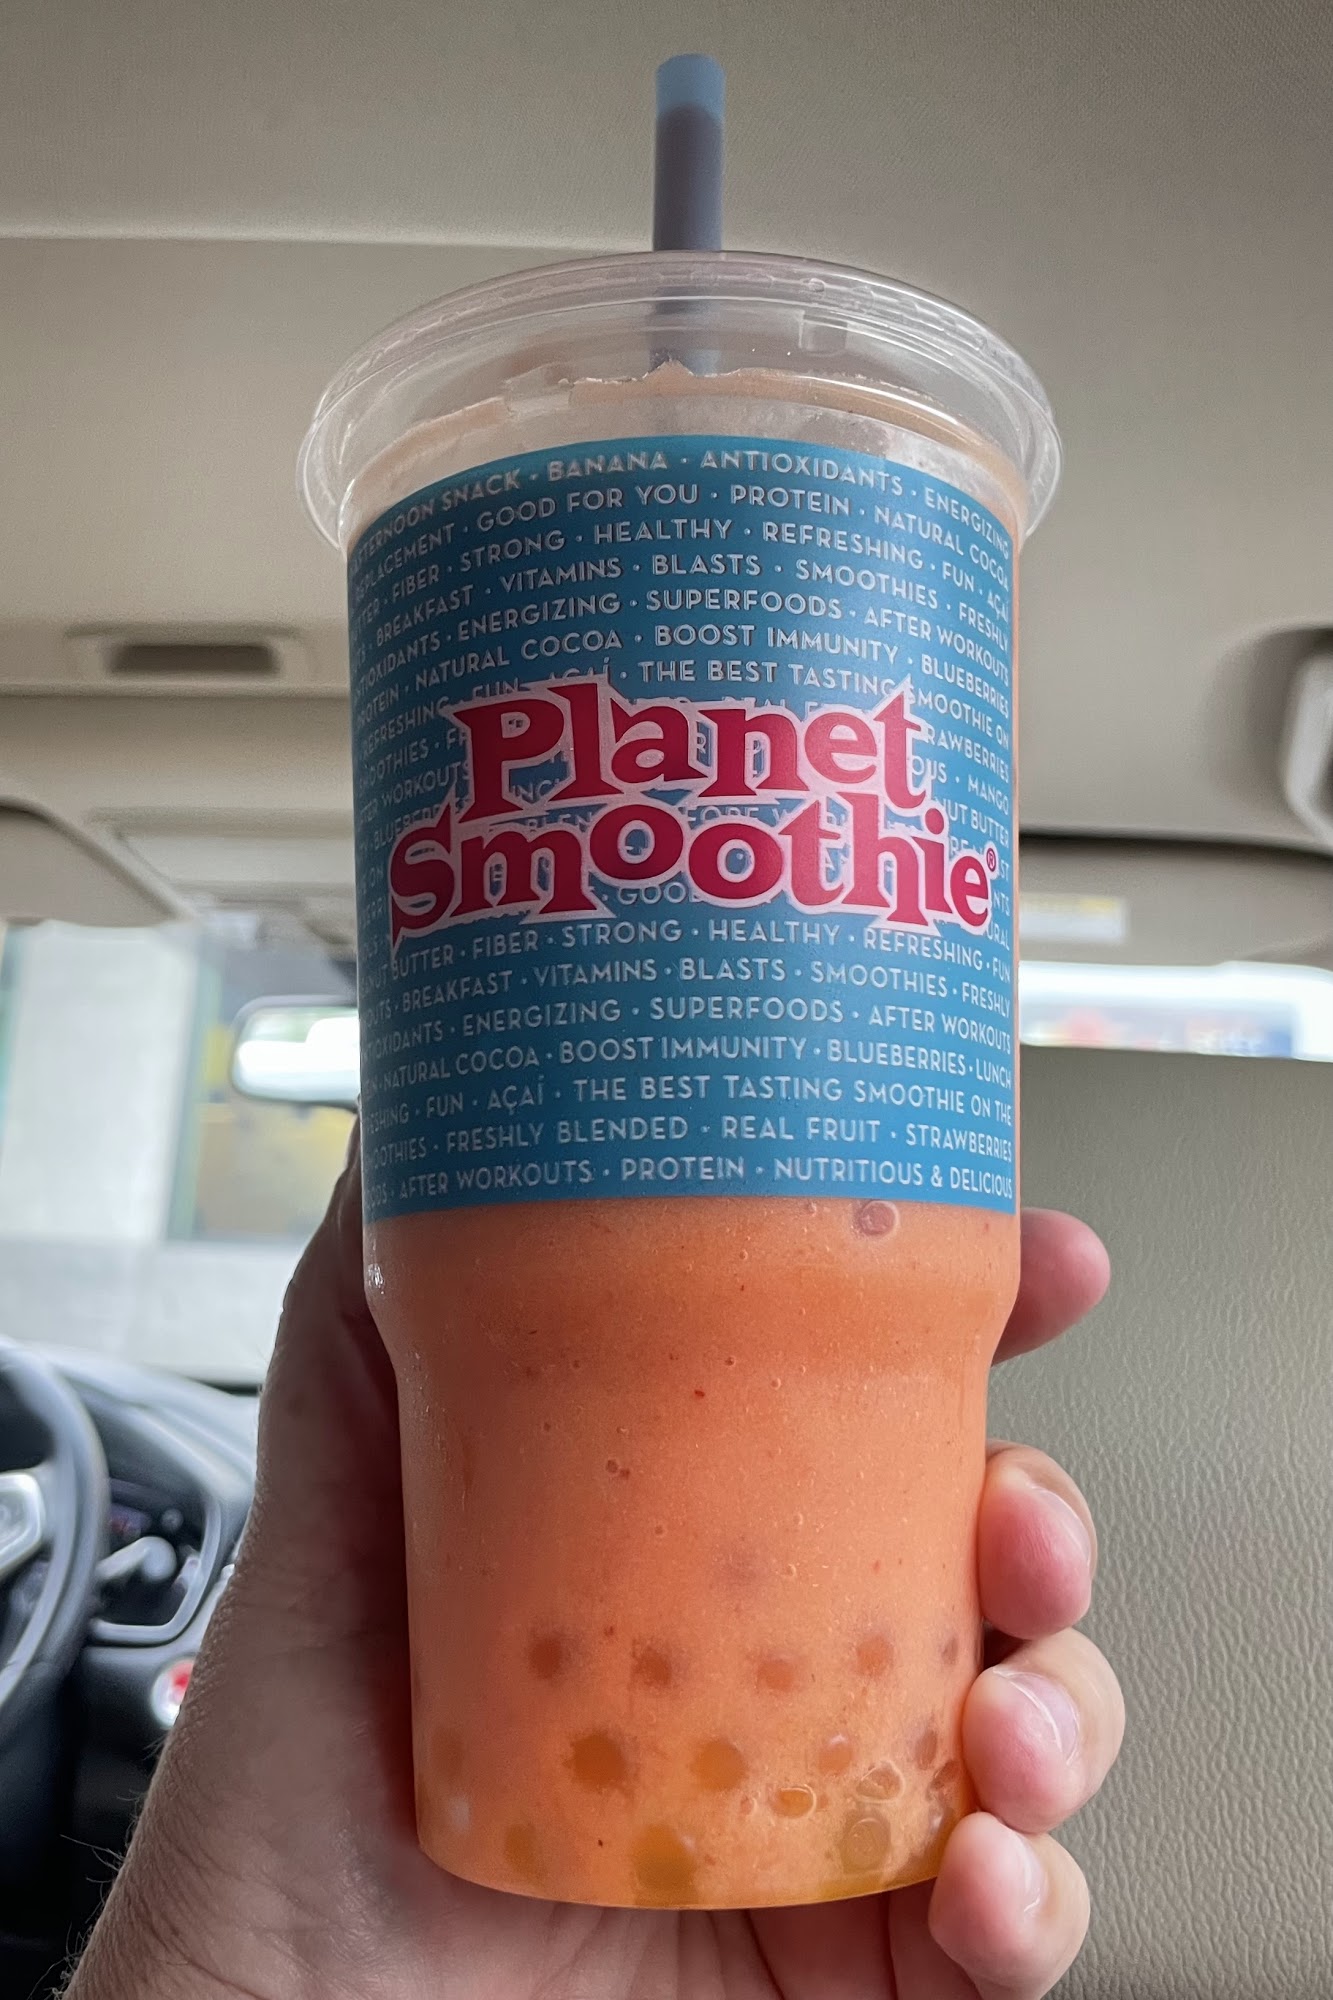 AFTERNOON SNACK · BANANA · ANTIOXIDANTS · ENERGIZING
REPLACEMENT · GOOD FOR YOU · PROTEIN · NATURAL COCOA
FIBER · STRONG · HEALTHY · REFRESHING · FUN · AÇAÍ
BREAKFAST · VITAMINS · BLASTS · SMOOTHIES · FRESHLY
ANTIOXIDANTS · ENERGIZING · SUPERFOODS · AFTER WORKOUTS
PROTEIN · NATURAL COCOA · BOOST IMMUNITY · BLUEBERRIES
REFRESHING · FUN · AÇAÍ · THE BEST TASTING SMOOTHIE ON
Planet
Smoothie®
BUTTER · FIBER · STRONG · HEALTHY · REFRESHING · FUN
· BREAKFAST · VITAMINS · BLASTS · SMOOTHIES · FRESHLY
· ENERGIZING · SUPERFOODS · AFTER WORKOUTS
· NATURAL COCOA · BOOST IMMUNITY · BLUEBERRIES · LUNCH
· FUN · AÇAÍ · THE BEST TASTING SMOOTHIE ON THE
· FRESHLY BLENDED · REAL FRUIT · STRAWBERRIES
· AFTER WORKOUTS · PROTEIN · NUTRITIOUS & DELICIOUS